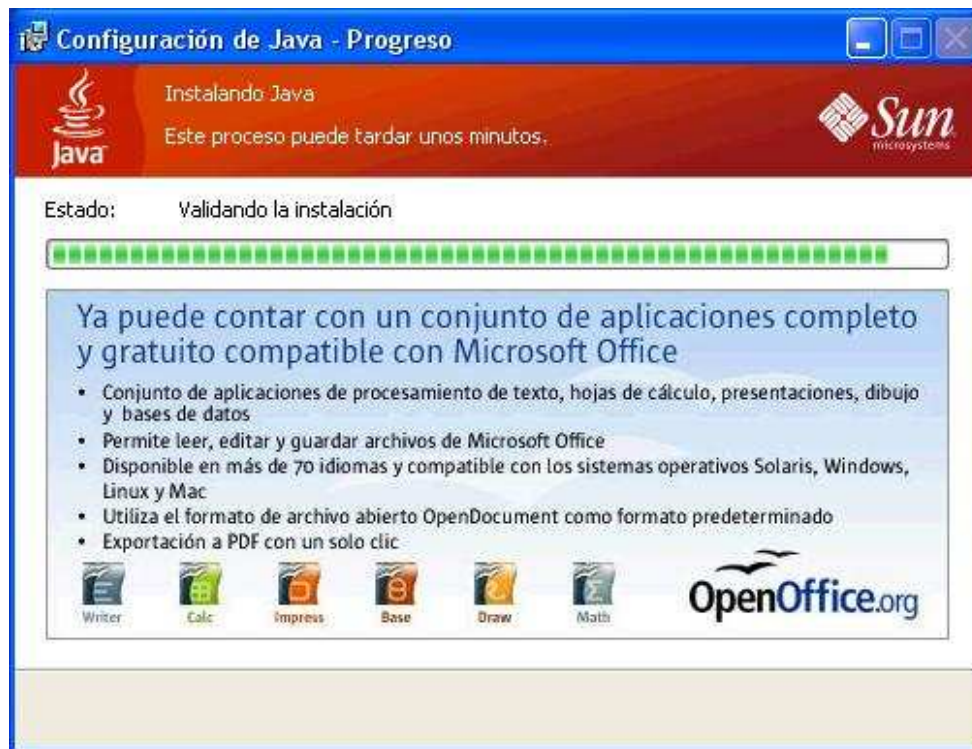 Configuración de Java - Progreso
Instalando Java
Este proceso puede tardar unos minutos.
Java
Sun
microsystems
Estado: Validando la instalación
Ya puede contar con un conjunto de aplicaciones completo
y gratuito compatible con Microsoft Office
• Conjunto de aplicaciones de procesamiento de texto, hojas de cálculo, presentaciones, dibujo
y bases de datos
• Permite leer, editar y guardar archivos de Microsoft Office
• Disponible en más de 70 idiomas y compatible con los sistemas operativos Solaris, Windows,
Linux y Mac
• Utiliza el formato de archivo abierto OpenDocument como formato predeterminado
• Exportación a PDF con un solo clic
Writer Calc Impress Base Draw Math
OpenOffice.org